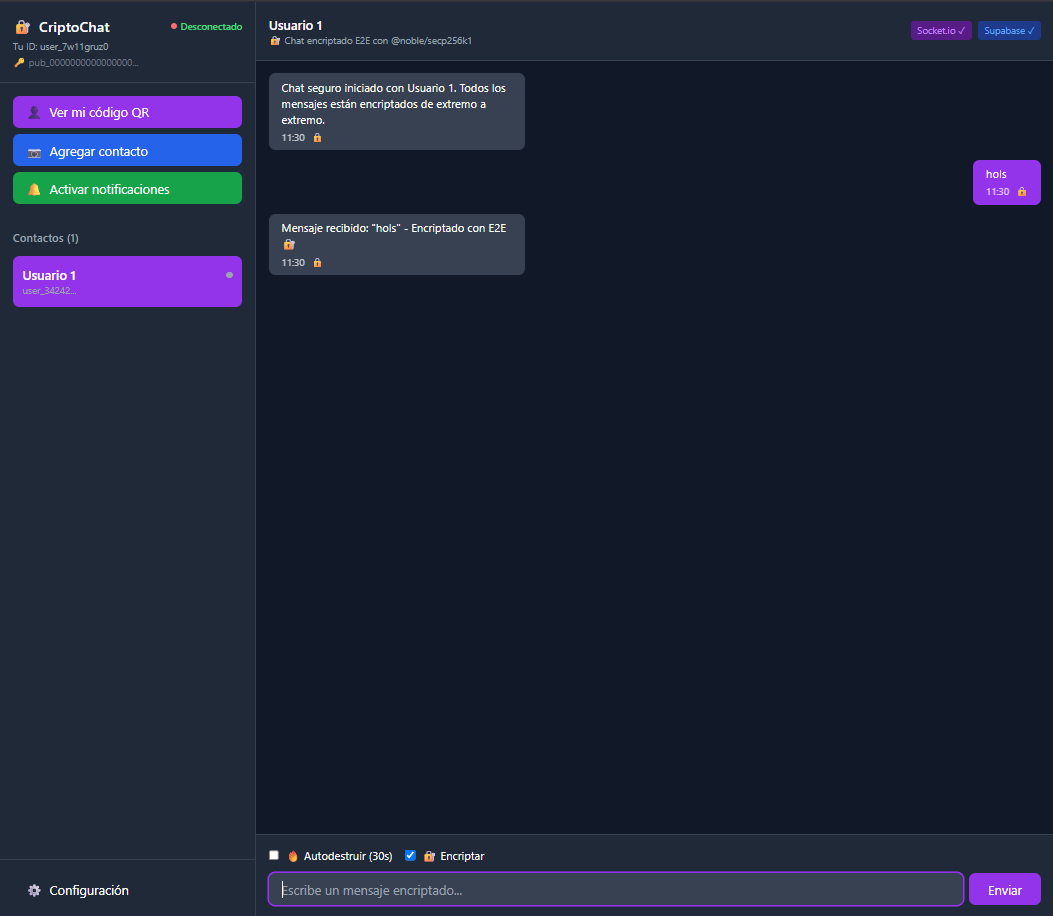 🔐 CriptoChat
Desconectado
Tu ID: user_7w11gruz0
🔑 pub_0000000000000000...
👤 Ver mi código QR
📷 Agregar contacto
🔔 Activar notificaciones
Contactos (1)
Usuario 1
user_34242...
⚙️ Configuración
Usuario 1
🔐 Chat encriptado E2E con @noble/secp256k1
Socket.io ✓
Supabase ✓
Chat seguro iniciado con Usuario 1. Todos los
mensajes están encriptados de extremo a
extremo.
11:30 🔒
hols
11:30 🔒
Mensaje recibido: "hols" - Encriptado con E2E
🔐
11:30 🔒
🔥 Autodestruir (30s)
🔐 Encriptar
Escribe un mensaje encriptado...
Enviar